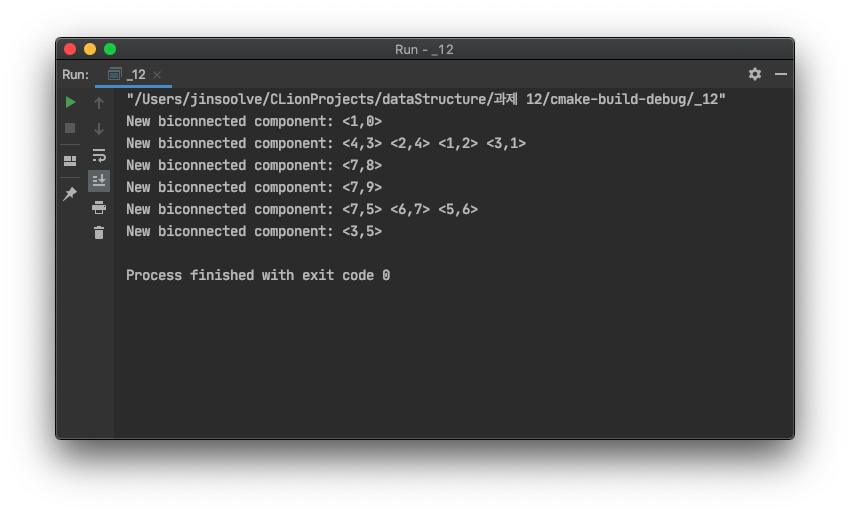 Run - _12
Run: _12
"/Users/jinsoolve/CLionProjects/dataStructure/과제 12/cmake-build-debug/_12"
New biconnected component: <1,0>
New biconnected component: <4,3> <2,4> <1,2> <3,1>
New biconnected component: <7,8>
New biconnected component: <7,9>
New biconnected component: <7,5> <6,7> <5,6>
New biconnected component: <3,5>
Process finished with exit code 0